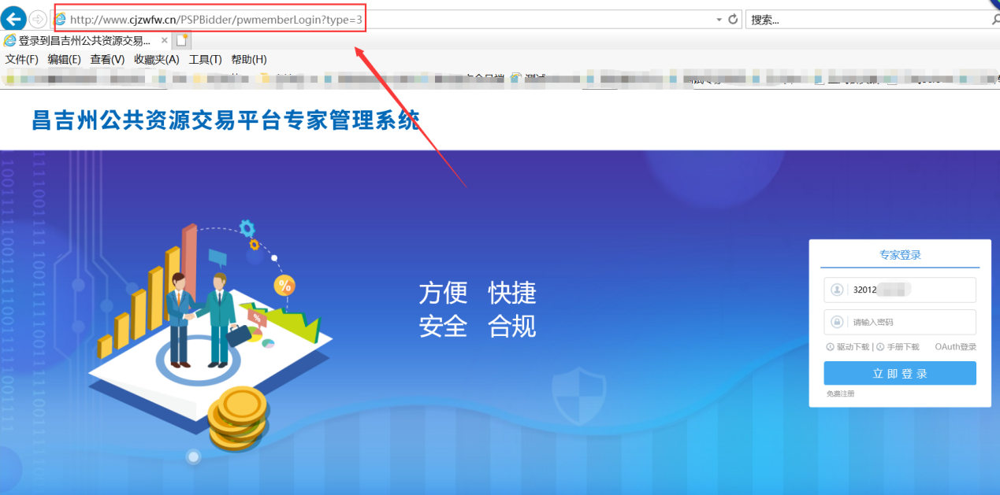 http://www.cjzwfw.cn/PSPBidder/pwmemberLogin?type=3
搜索...
登录到昌吉州公共资源交易...
文件(F) 编辑(E) 查看(V) 收藏夹(A) 工具(T) 帮助(H)
昌吉州公共资源交易平台专家管理系统
方便 快捷
安全 合规
专家登录
32012
请输入密码
驱动下载 | 手册下载 OAuth登录
立即登录
免费注册
%
%